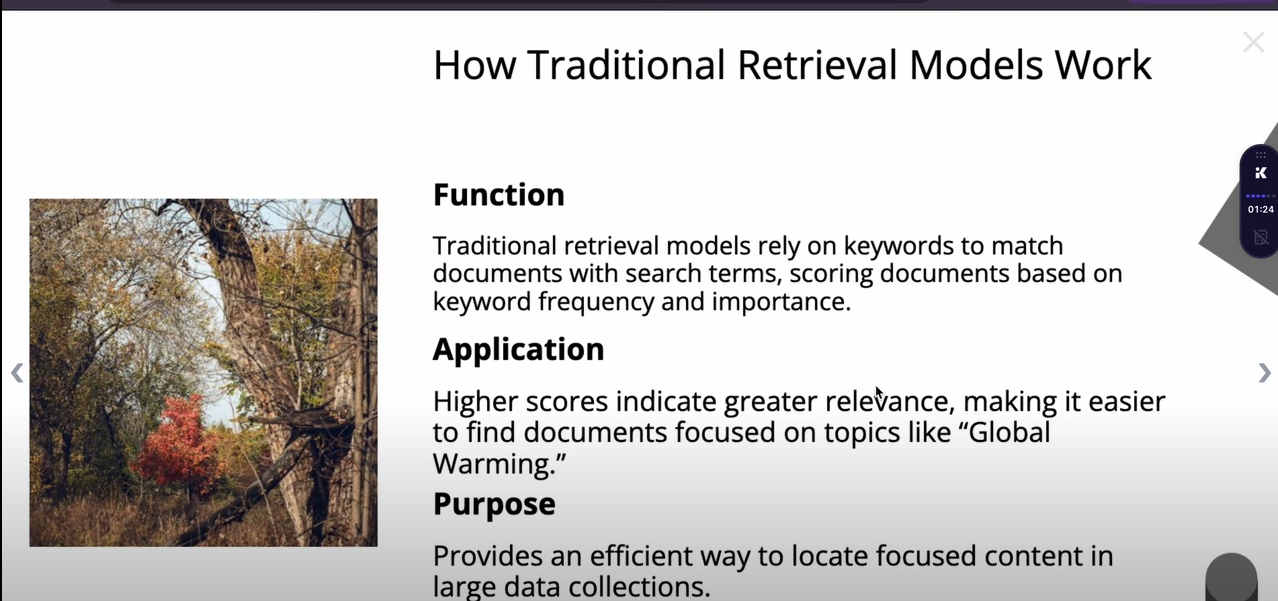 How Traditional Retrieval Models Work
Function
Traditional retrieval models rely on keywords to match
documents with search terms, scoring documents based on
keyword frequency and importance.
Application
Higher scores indicate greater relevance, making it easier
to find documents focused on topics like “Global
Warming.”
Purpose
Provides an efficient way to locate focused content in
large data collections.
01:24